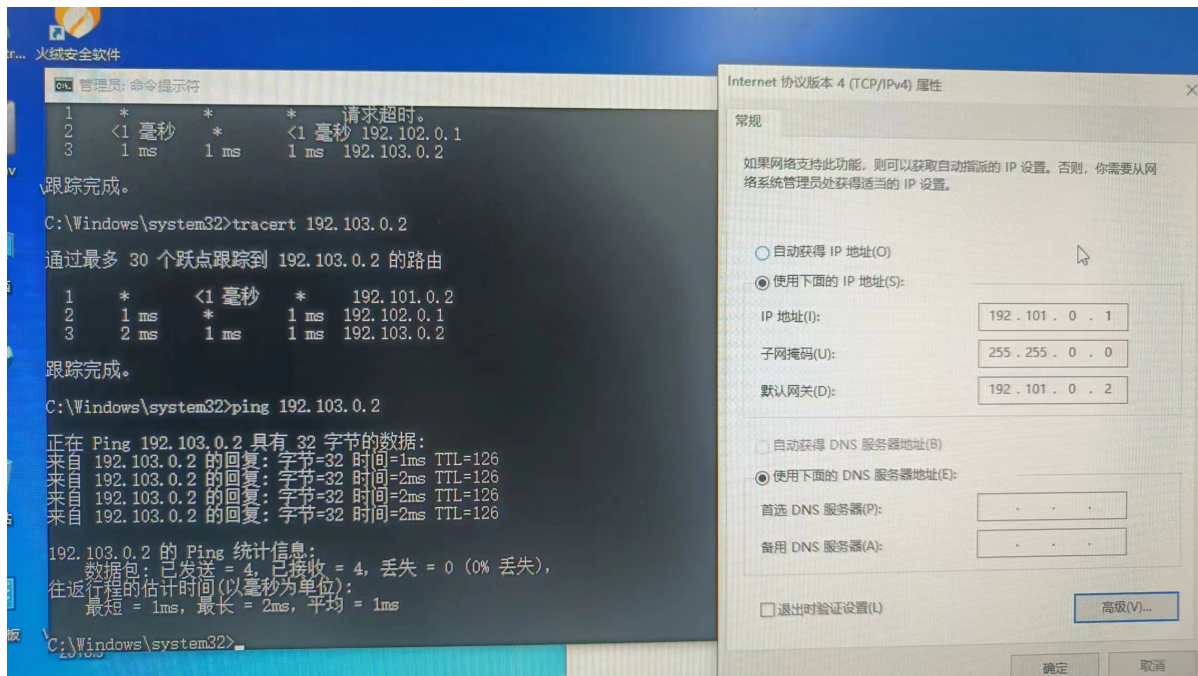 火绒安全软件
管理员: 命令提示符
1 * * * 请求超时。
2 <1 毫秒 * <1 毫秒 192.102.0.1
3 1 ms 1 ms 1 ms 192.103.0.2
跟踪完成。
C:\Windows\system32>tracert 192.103.0.2
通过最多 30 个跃点跟踪到 192.103.0.2 的路由
1 * <1 毫秒 * 192.101.0.2
2 1 ms * 1 ms 192.102.0.1
3 2 ms 1 ms 1 ms 192.103.0.2
跟踪完成。
C:\Windows\system32>ping 192.103.0.2
正在 Ping 192.103.0.2 具有 32 字节的数据:
来自 192.103.0.2 的回复: 字节=32 时间=1ms TTL=126
来自 192.103.0.2 的回复: 字节=32 时间=2ms TTL=126
来自 192.103.0.2 的回复: 字节=32 时间=2ms TTL=126
来自 192.103.0.2 的回复: 字节=32 时间=2ms TTL=126
192.103.0.2 的 Ping 统计信息:
数据包: 已发送 = 4, 已接收 = 4, 丢失 = 0 (0% 丢失),
往返行程的估计时间(以毫秒为单位):
最短 = 1ms, 最长 = 2ms, 平均 = 1ms
C:\Windows\system32>
Internet 协议版本 4 (TCP/IPv4) 属性
常规
如果网络支持此功能，则可以获取自动指派的 IP 设置。否则，你需要从网
络系统管理员处获得适当的 IP 设置。
自动获得 IP 地址(O)
使用下面的 IP 地址(S):
IP 地址(I): 192 . 101 . 0 . 1
子网掩码(U): 255 . 255 . 0 . 0
默认网关(D): 192 . 101 . 0 . 2
自动获得 DNS 服务器地址(B)
使用下面的 DNS 服务器地址(E):
首选 DNS 服务器(P):
备用 DNS 服务器(A):
退出时验证设置(L)
高级(V)...
确定
取消